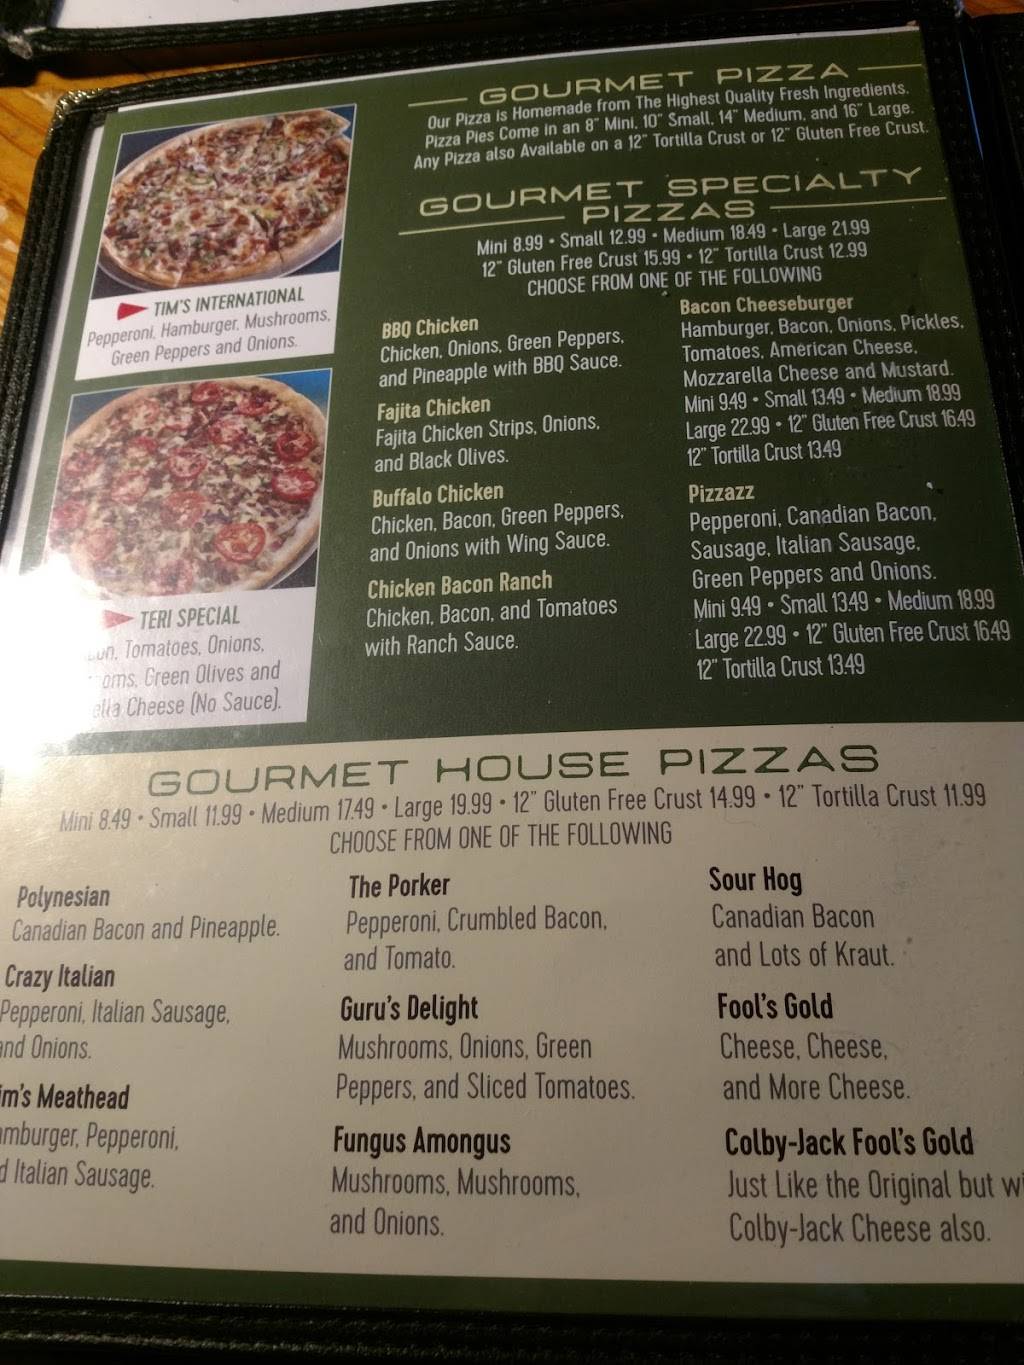 GOURMET PIZZA
Our Pizza is Homemade from The Highest Quality Fresh Ingredients.
Pizza Pies Come in an 8" Mini, 10" Small, 14" Medium, and 16" Large.
Any Pizza also Available on a 12" Tortilla Crust or 12" Gluten Free Crust.
GOURMET SPECIALTY
PIZZAS
Mini 8.99 • Small 12.99 • Medium 18.49 • Large 21.99
12" Gluten Free Crust 15.99 • 12" Tortilla Crust 12.99
CHOOSE FROM ONE OF THE FOLLOWING
TIM'S INTERNATIONAL
Pepperoni, Hamburger, Mushrooms,
Green Peppers and Onions.
TERI SPECIAL
Tomatoes, Onions,
Green Olives and
Cheese (No Sauce).
BBQ Chicken
Chicken, Onions, Green Peppers,
and Pineapple with BBQ Sauce.
Fajita Chicken
Fajita Chicken Strips, Onions,
and Black Olives.
Buffalo Chicken
Chicken, Bacon, Green Peppers,
and Onions with Wing Sauce.
Chicken Bacon Ranch
Chicken, Bacon, and Tomatoes
with Ranch Sauce.
Bacon Cheeseburger
Hamburger, Bacon, Onions, Pickles,
Tomatoes, American Cheese,
Mozzarella Cheese and Mustard.
Mini 9.49 • Small 13.49 • Medium 18.99
Large 22.99 • 12" Gluten Free Crust 16.49
12" Tortilla Crust 13.49
Pizzazz
Pepperoni, Canadian Bacon,
Sausage, Italian Sausage,
Green Peppers and Onions.
Mini 9.49 • Small 13.49 • Medium 18.99
Large 22.99 • 12" Gluten Free Crust 16.49
12" Tortilla Crust 13.49
GOURMET HOUSE PIZZAS
Mini 8.49 • Small 11.99 • Medium 17.49 • Large 19.99 • 12" Gluten Free Crust 14.99 • 12" Tortilla Crust 11.99
CHOOSE FROM ONE OF THE FOLLOWING
Polynesian
Canadian Bacon and Pineapple.
Crazy Italian
Pepperoni, Italian Sausage,
and Onions.
Meathead
Pepperoni,
Italian Sausage.
The Porker
Pepperoni, Crumbled Bacon,
and Tomato.
Guru's Delight
Mushrooms, Onions, Green
Peppers, and Sliced Tomatoes.
Fungus Amongus
Mushrooms, Mushrooms,
and Onions.
Sour Hog
Canadian Bacon
and Lots of Kraut.
Fool's Gold
Cheese, Cheese,
and More Cheese.
Colby-Jack Fool's Gold
Just Like the Original but
Colby-Jack Cheese also.